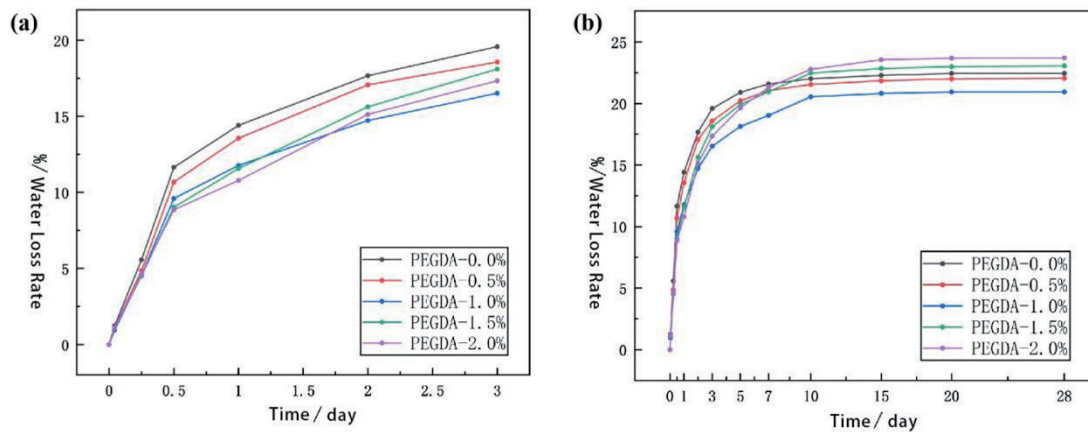 (a)
20
15
10
5
0
%/Water Loss Rate
PEGDA-0.0%
PEGDA-0.5%
PEGDA-1.0%
PEGDA-1.5%
PEGDA-2.0%
0 0.5 1 1.5 2 2.5 3
Time / day
(b)
25
20
15
10
5
0
%/Water Loss Rate
PEGDA-0.0%
PEGDA-0.5%
PEGDA-1.0%
PEGDA-1.5%
PEGDA-2.0%
0 1 3 5 7 10 15 20 28
Time / day